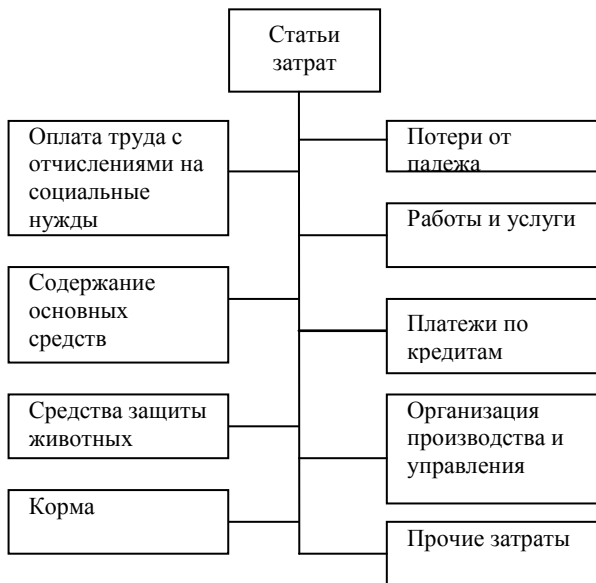 Статьи
затрат
Оплата труда с
отчислениями на
социальные
нужды
Содержание
основных
средств
Средства защиты
животных
Корма
Потери от
падежа
Работы и услуги
Платежи по
кредитам
Организация
производства и
управления
Прочие затраты